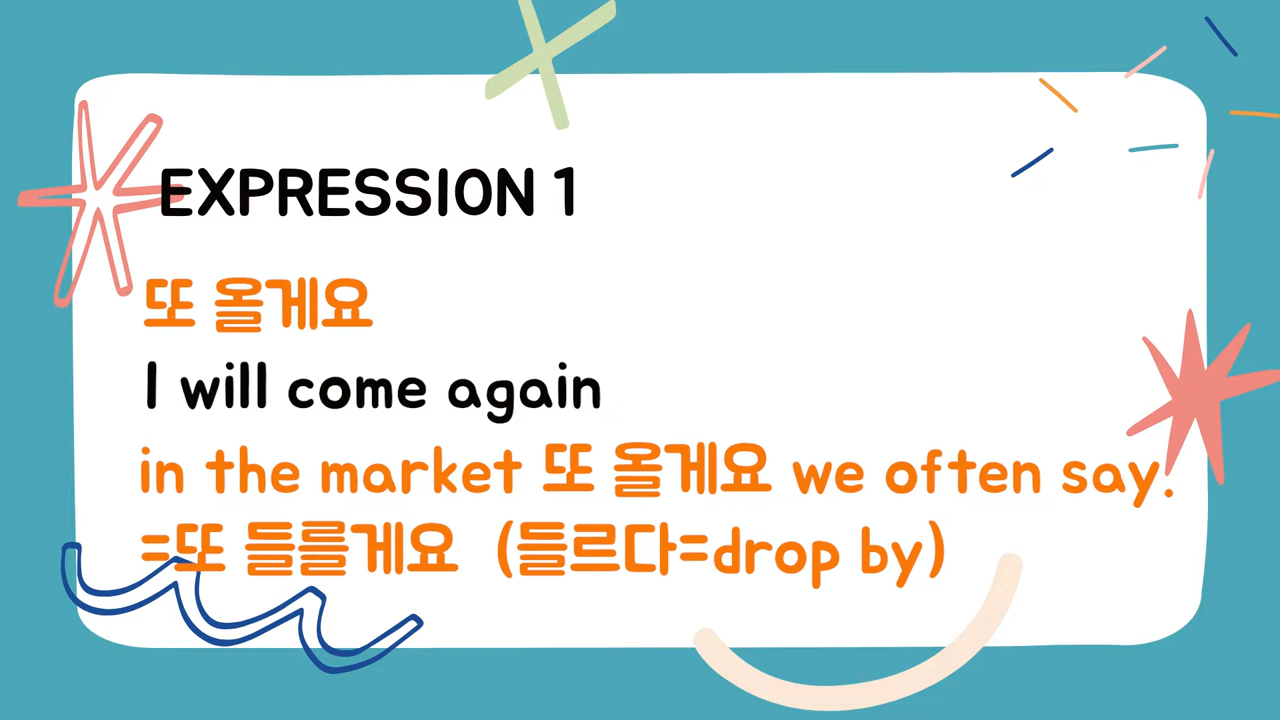 EXPRESSION 1
또 올게요
I will come again
in the market 또 올게요 we often say.
=또 들를게요 (들르다=drop by)